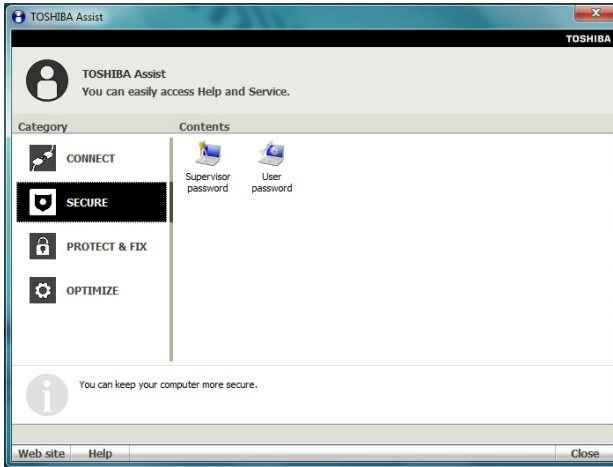 TOSHIBA Assist
TOSHIBA
TOSHIBA Assist
You can easily access Help and Service.
Category
Contents
CONNECT
SECURE
PROTECT & FIX
OPTIMIZE
Supervisor
password
User
password
You can keep your computer more secure.
Web site
Help
Close